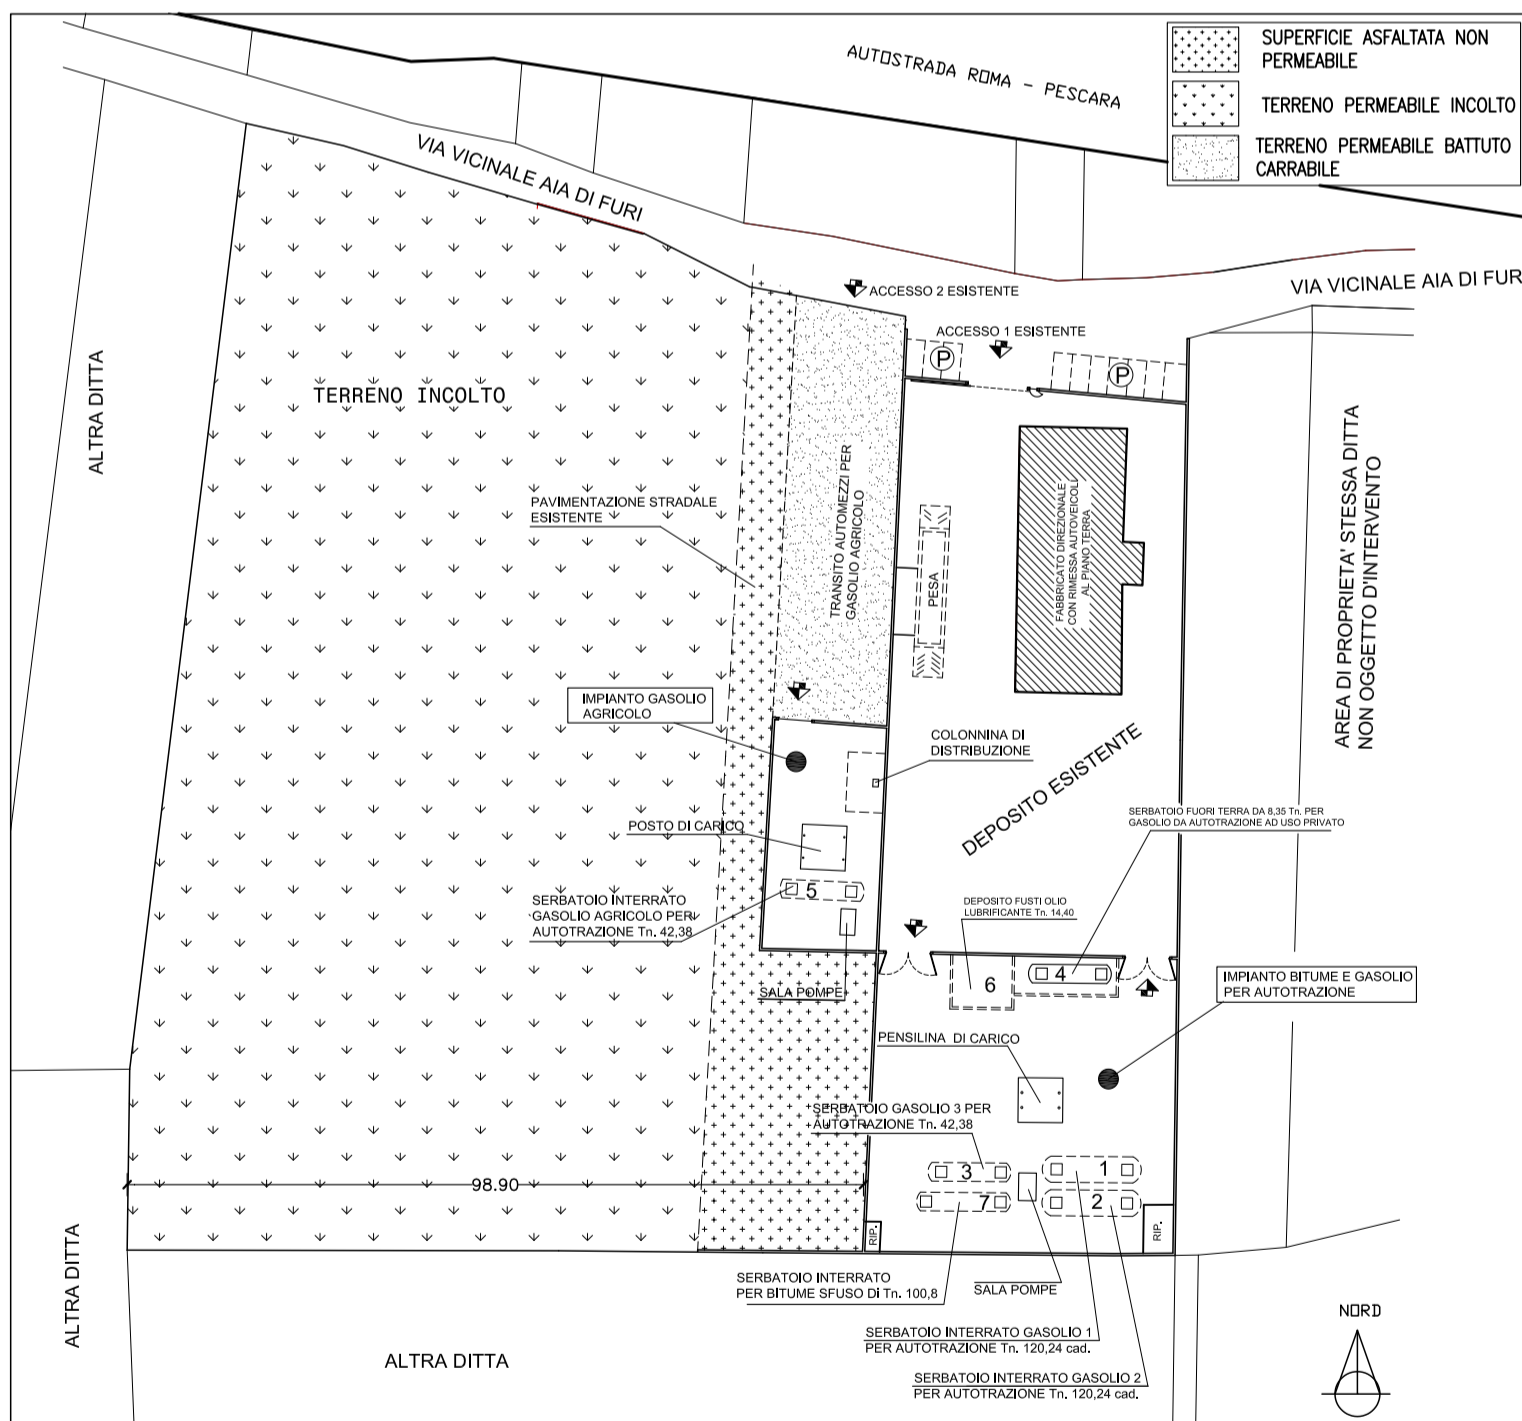 SUPERFICIE ASFALTATA NON
PERMEABILE
TERRENO PERMEABILE INCOLTO
TERRENO PERMEABILE BATTUTO
CARRABILE
AUTOSTRADA ROMA - PESCARA
VIA VICINALE AIA DI FURI
VIA VICINALE AIA DI FUR
ACCESSO 2 ESISTENTE
ACCESSO 1 ESISTENTE
P
P
ALTRA DITTA
TERRENO INCOLTO
PAVIMENTAZIONE STRADALE
ESISTENTE
TRANSITO AUTOMEZZI PER
GASOLIO AGRICOLO
PESA
FABBRICATO DIREZIONALE
CON RIMESSA AUTOVEICOLI
AL PIANO TERRA
AREA DI PROPRIETA' STESSA DITTA
NON OGGETTO D'INTERVENTO
IMPIANTO GASOLIO
AGRICOLO
COLONNINA DI
DISTRIBUZIONE
DEPOSITO ESISTENTE
SERBATOIO FUORI TERRA DA 8,35 Tn. PER
GASOLIO DA AUTOTRAZIONE AD USO PRIVATO
POSTO DI CARICO
5
SERBATOIO INTERRATO
GASOLIO AGRICOLO PER
AUTOTRAZIONE Tn. 42,38
DEPOSITO FUSTI OLIO
LUBRIFICANTE Tn. 14,40
SALA POMPE
6
4
IMPIANTO BITUME E GASOLIO
PER AUTOTRAZIONE
PENSILINA DI CARICO
SERBATOIO GASOLIO 3 PER
AUTOTRAZIONE Tn. 42,38
3
1
98.90
7
2
RIP.
RIP.
ALTRA DITTA
SERBATOIO INTERRATO
PER BITUME SFUSO Di Tn. 100,8
SALA POMPE
NORD
SERBATOIO INTERRATO GASOLIO 1
PER AUTOTRAZIONE Tn. 120,24 cad.
ALTRA DITTA
SERBATOIO INTERRATO GASOLIO 2
PER AUTOTRAZIONE Tn. 120,24 cad.